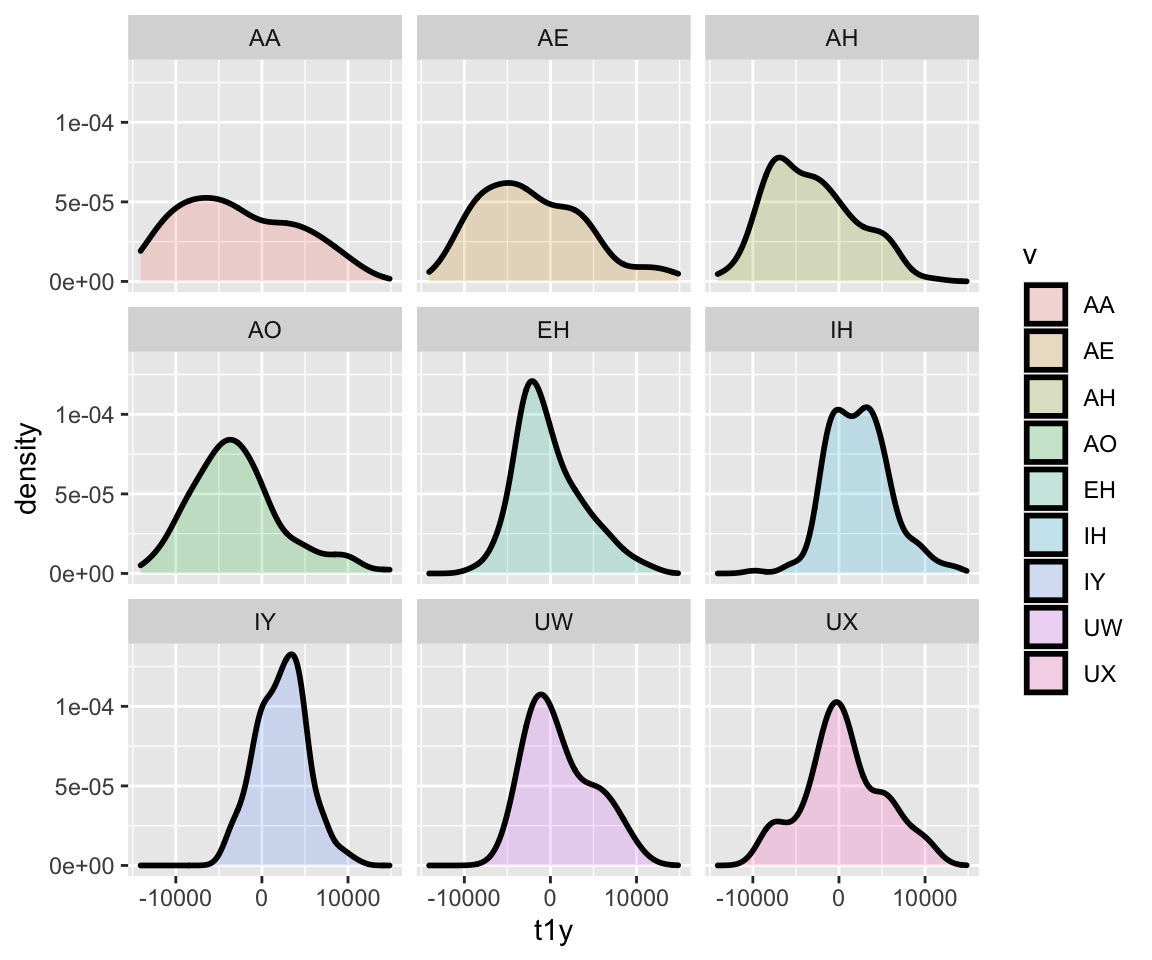 AA AE AH
1e-04
5e-05
0e+00
AO EH IH
1e-04
5e-05
0e+00
IY UW UX
1e-04
5e-05
0e+00
-10000 0 10000 -10000 0 10000 -10000 0 10000
t1y
density
v
AA
AE
AH
AO
EH
IH
IY
UW
UX